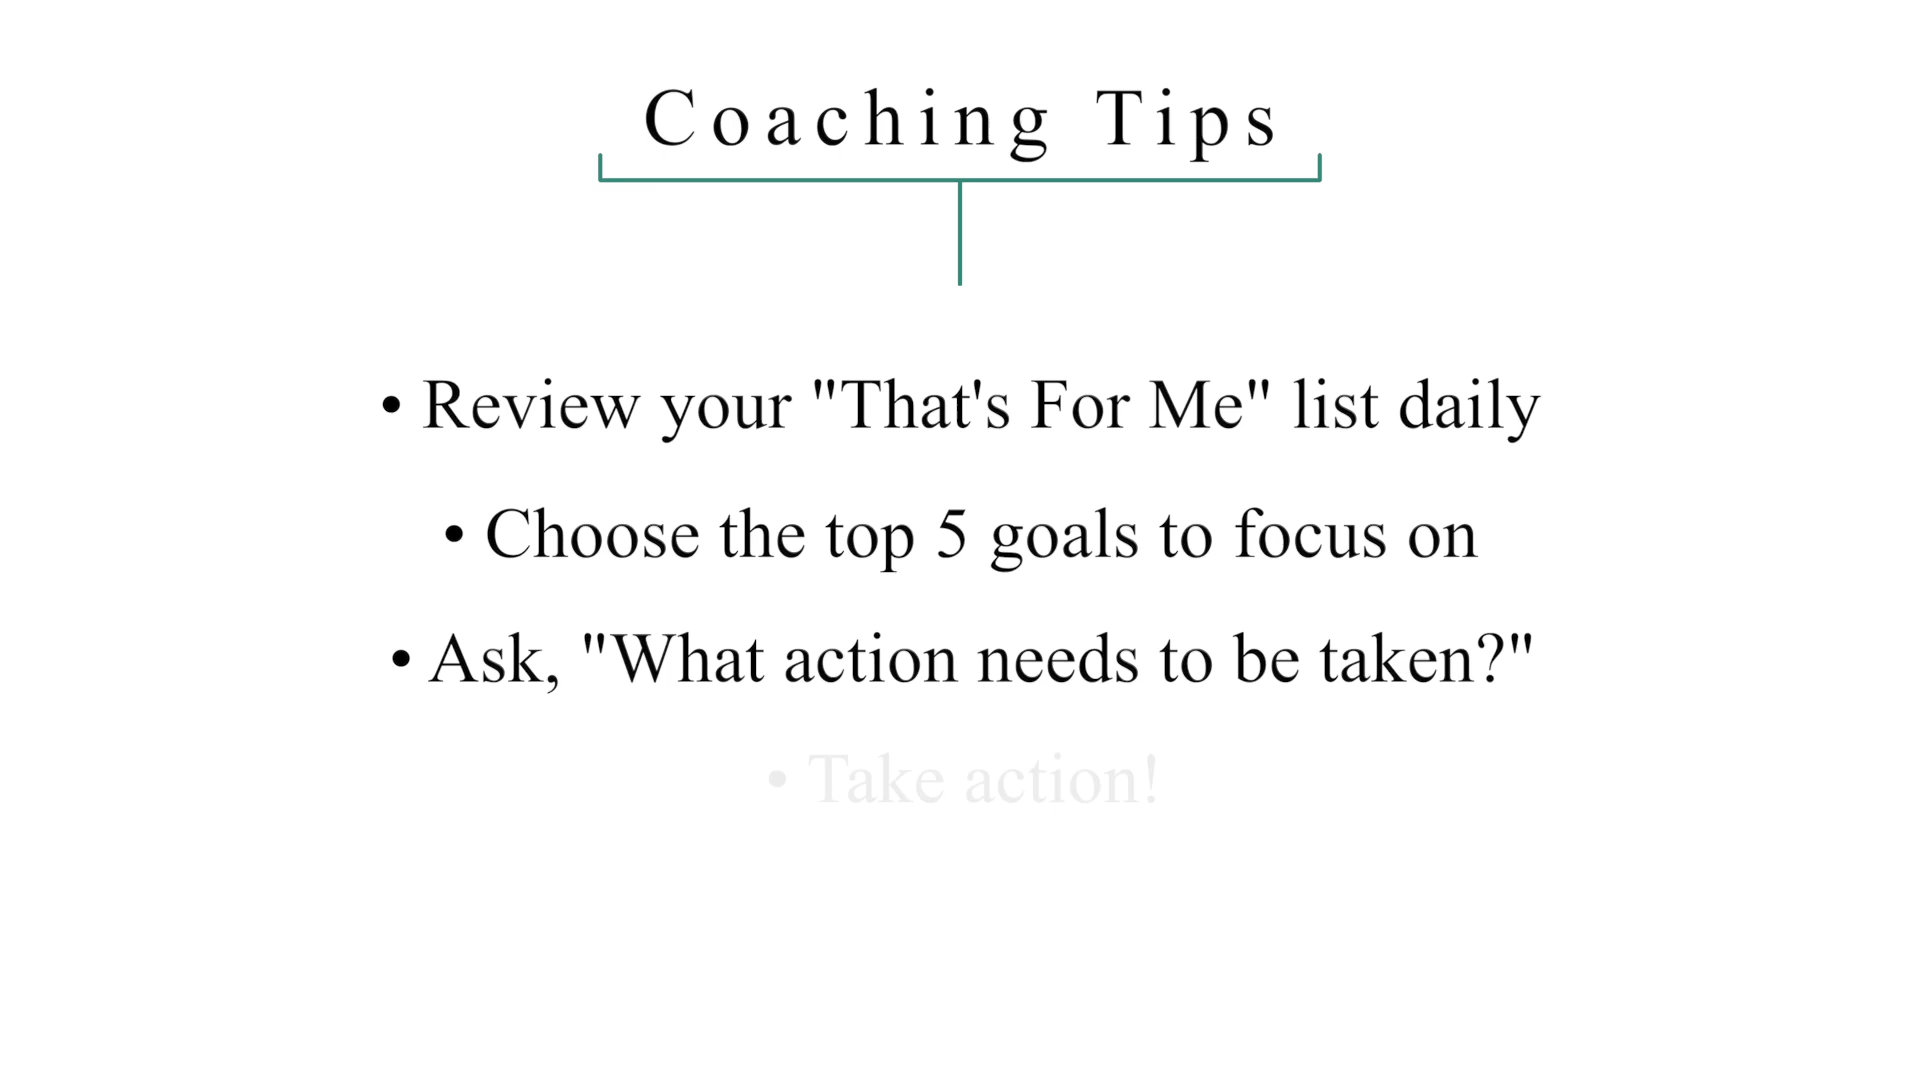 Coaching Tips
• Review your "That's For Me" list daily
• Choose the top 5 goals to focus on
• Ask, "What action needs to be taken?"
• Take action!